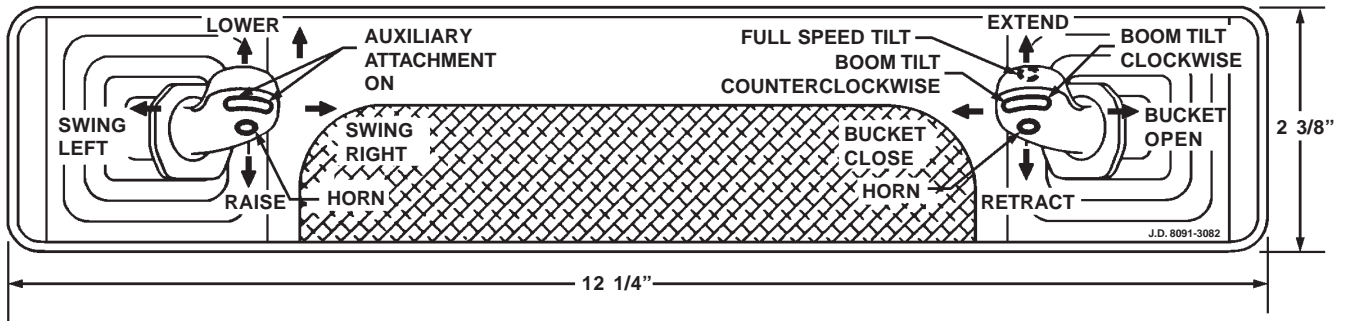 LOWER
AUXILIARY
ATTACHMENT
ON
SWING
LEFT
SWING
RIGHT
RAISE
HORN
EXTEND
FULL SPEED TILT
BOOM TILT
COUNTERCLOCKWISE
BOOM TILT
CLOCKWISE
BUCKET
CLOSE
BUCKET
OPEN
HORN
RETRACT
J.D. 8091-3082
2 3/8”
12 1/4”